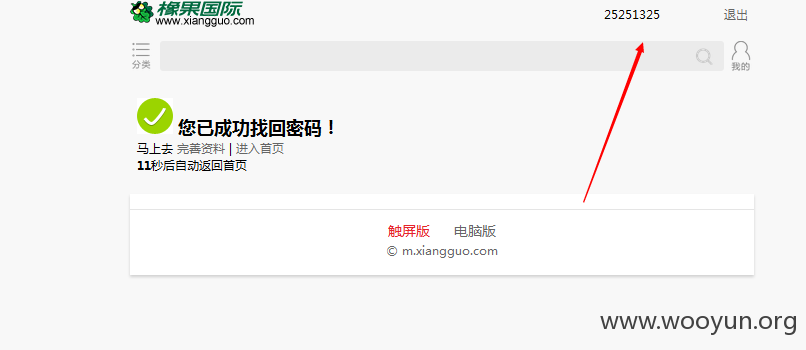 橡果国际
www.xiangguo.com
25251325 退出
分类
我的
您已成功找回密码！
马上去 完善资料 | 进入首页
11秒后自动返回首页
触屏版 电脑版
© m.xiangguo.com
www.wooyun.org